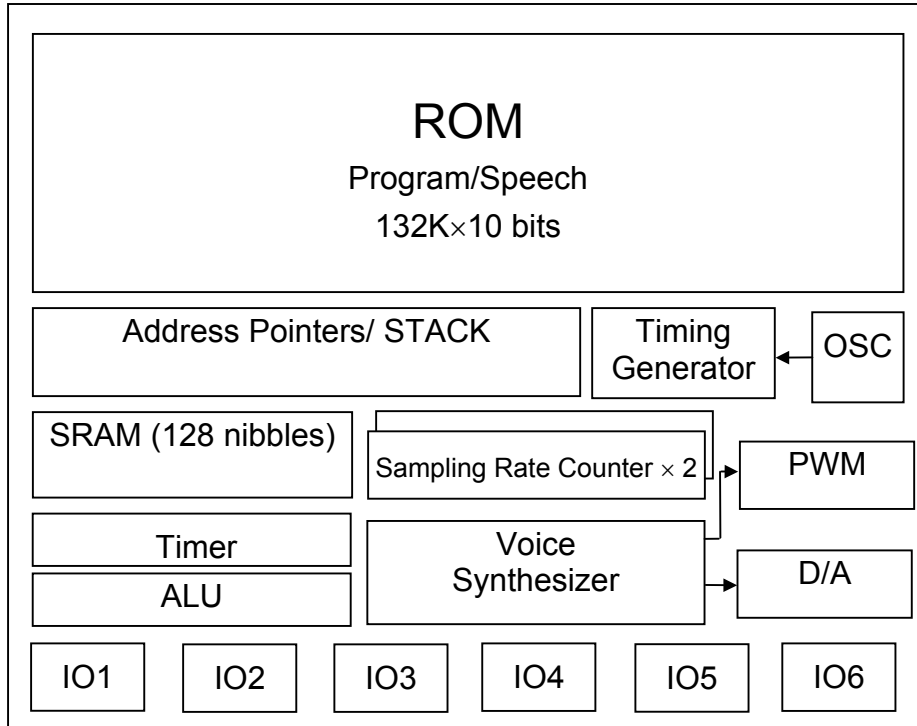 ROM
Program/Speech
132K×10 bits
Address Pointers/ STACK
Timing
Generator
OSC
SRAM (128 nibbles)
Sampling Rate Counter × 2
PWM
Timer
Voice
Synthesizer
D/A
ALU
IO1
IO2
IO3
IO4
IO5
IO6